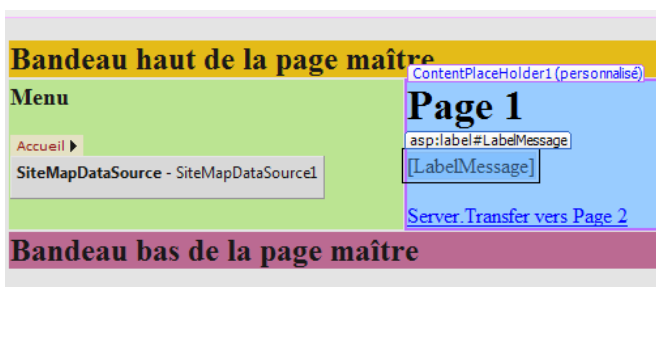 Bandeau haut de la page maître
ContentPlaceHolder1 (personnalisé)
Menu
Page 1
Accueil
asp:label#LabelMessage
SiteMapDataSource - SiteMapDataSource1
[LabelMessage]
Server.Transfer vers Page 2
Bandeau bas de la page maître